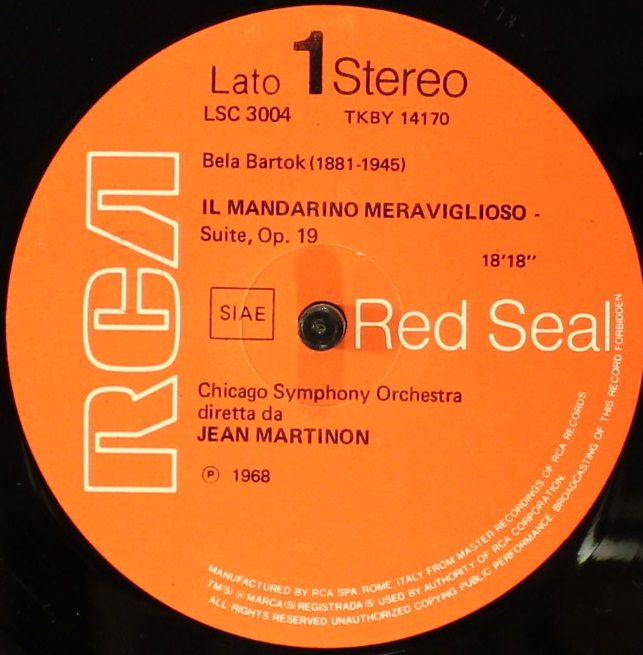 Lato 1 Stereo
LSC 3004 TKBY 14170
Bela Bartok (1881-1945)
IL MANDARINO MERAVIGLIOSO -
Suite, Op. 19
18'18"
RCA
SIAE
Red Seal
Chicago Symphony Orchestra
diretta da
JEAN MARTINON
℗ 1968
MANUFACTURED BY RCA SPA, ROME, ITALY FROM MASTER RECORDINGS OF RCA RECORDS
TM(S) ® MARCA(S) REGISTRADA(S) USED BY AUTHORITY OF RCA CORPORATION.
ALL RIGHTS RESERVED UNAUTHORIZED COPYING PUBLIC PERFORMANCE BROADCASTING OF THIS RECORD FORBIDDEN